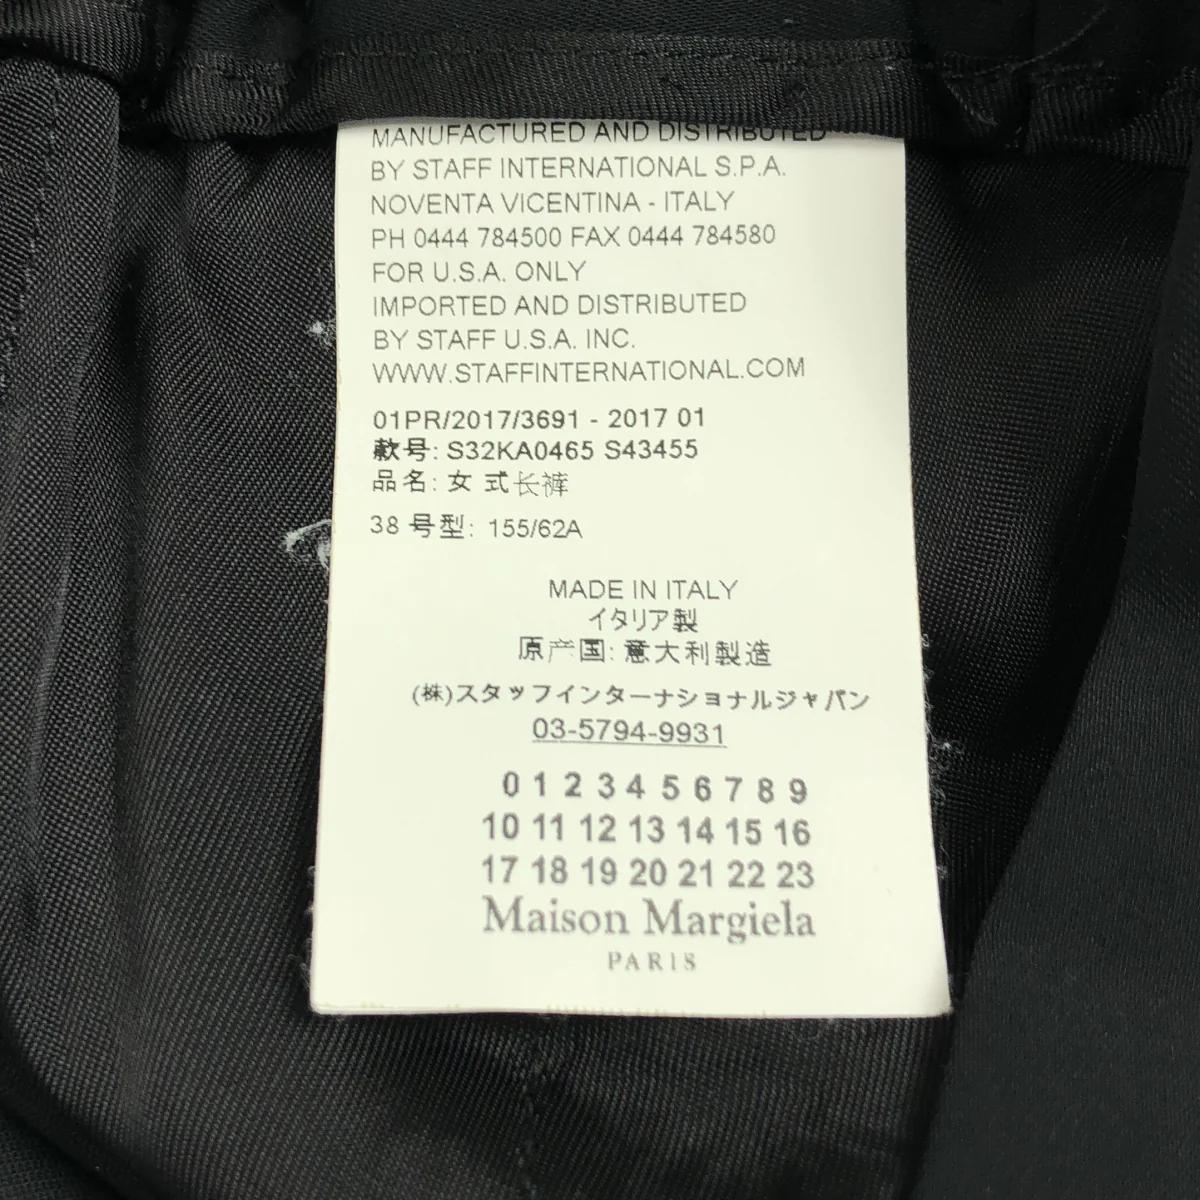 MANUFACTURED AND DISTRIBUTED
BY STAFF INTERNATIONAL S.P.A.
NOVENTA VICENTINA - ITALY
PH 0444 784500 FAX 0444 784580
FOR U.S.A. ONLY
IMPORTED AND DISTRIBUTED
BY STAFF U.S.A. INC.
WWW.STAFFINTERNATIONAL.COM
01PR/2017/3691 - 2017 01
款号: S32KA0465 S43455
品名: 女 式长裤
38 号型: 155/62A
MADE IN ITALY
イタリア製
原产国: 意大利製造
(株)スタッフインターナショナルジャパン
03-5794-9931
0 1 2 3 4 5 6 7 8 9
10 11 12 13 14 15 16
17 18 19 20 21 22 23
Maison Margiela
PARIS